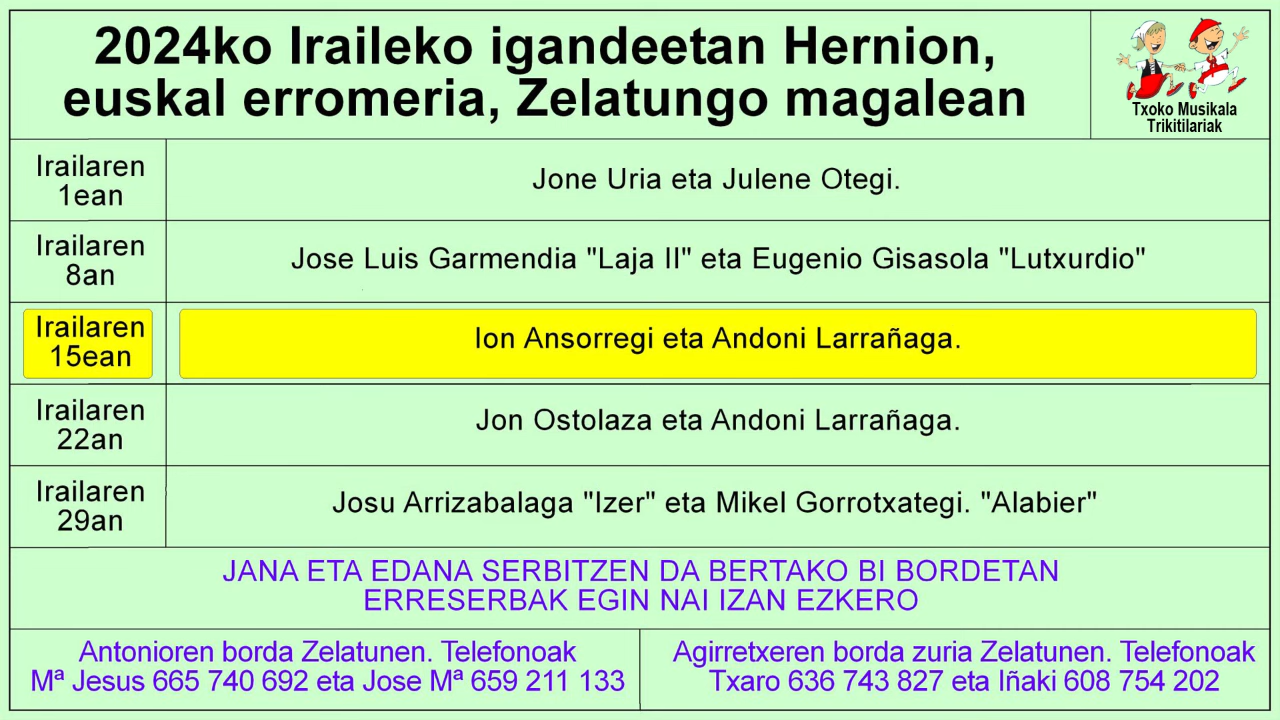 2024ko Iraileko igandeetan Hernion,
euskal erromeria, Zelatungo magalean
Txoko Musikala
Trikitilariak
Irailaren
1ean
Jone Uria eta Julene Otegi.
Irailaren
8an
Jose Luis Garmendia "Laja II" eta Eugenio Gisasola "Lutxurdio"
Irailaren
15ean
Ion Ansorregi eta Andoni Larrañaga.
Irailaren
22an
Jon Ostolaza eta Andoni Larrañaga.
Irailaren
29an
Josu Arrizabalaga "Izer" eta Mikel Gorrotxategi. "Alabier"
JANA ETA EDANA SERBITZEN DA BERTAKO BI BORDETAN
ERRESERBAK EGIN NAI IZAN EZKERO
Antonioren borda Zelatunen. Telefonoak
Mª Jesus 665 740 692 eta Jose Mª 659 211 133
Agirretxeren borda zuria Zelatunen. Telefonoak
Txaro 636 743 827 eta Iñaki 608 754 202